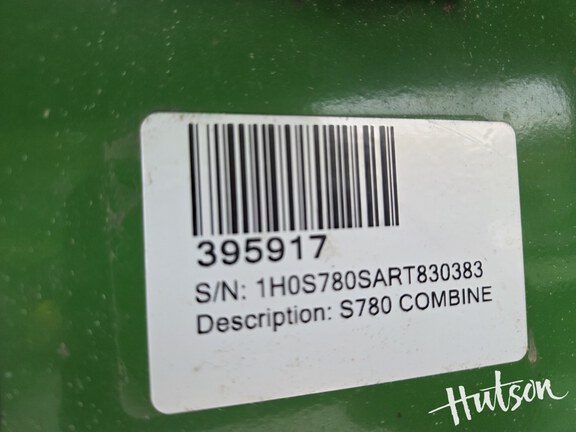 395917
S/N: 1H0S780SART830383
Description: S780 COMBINE
Hutson